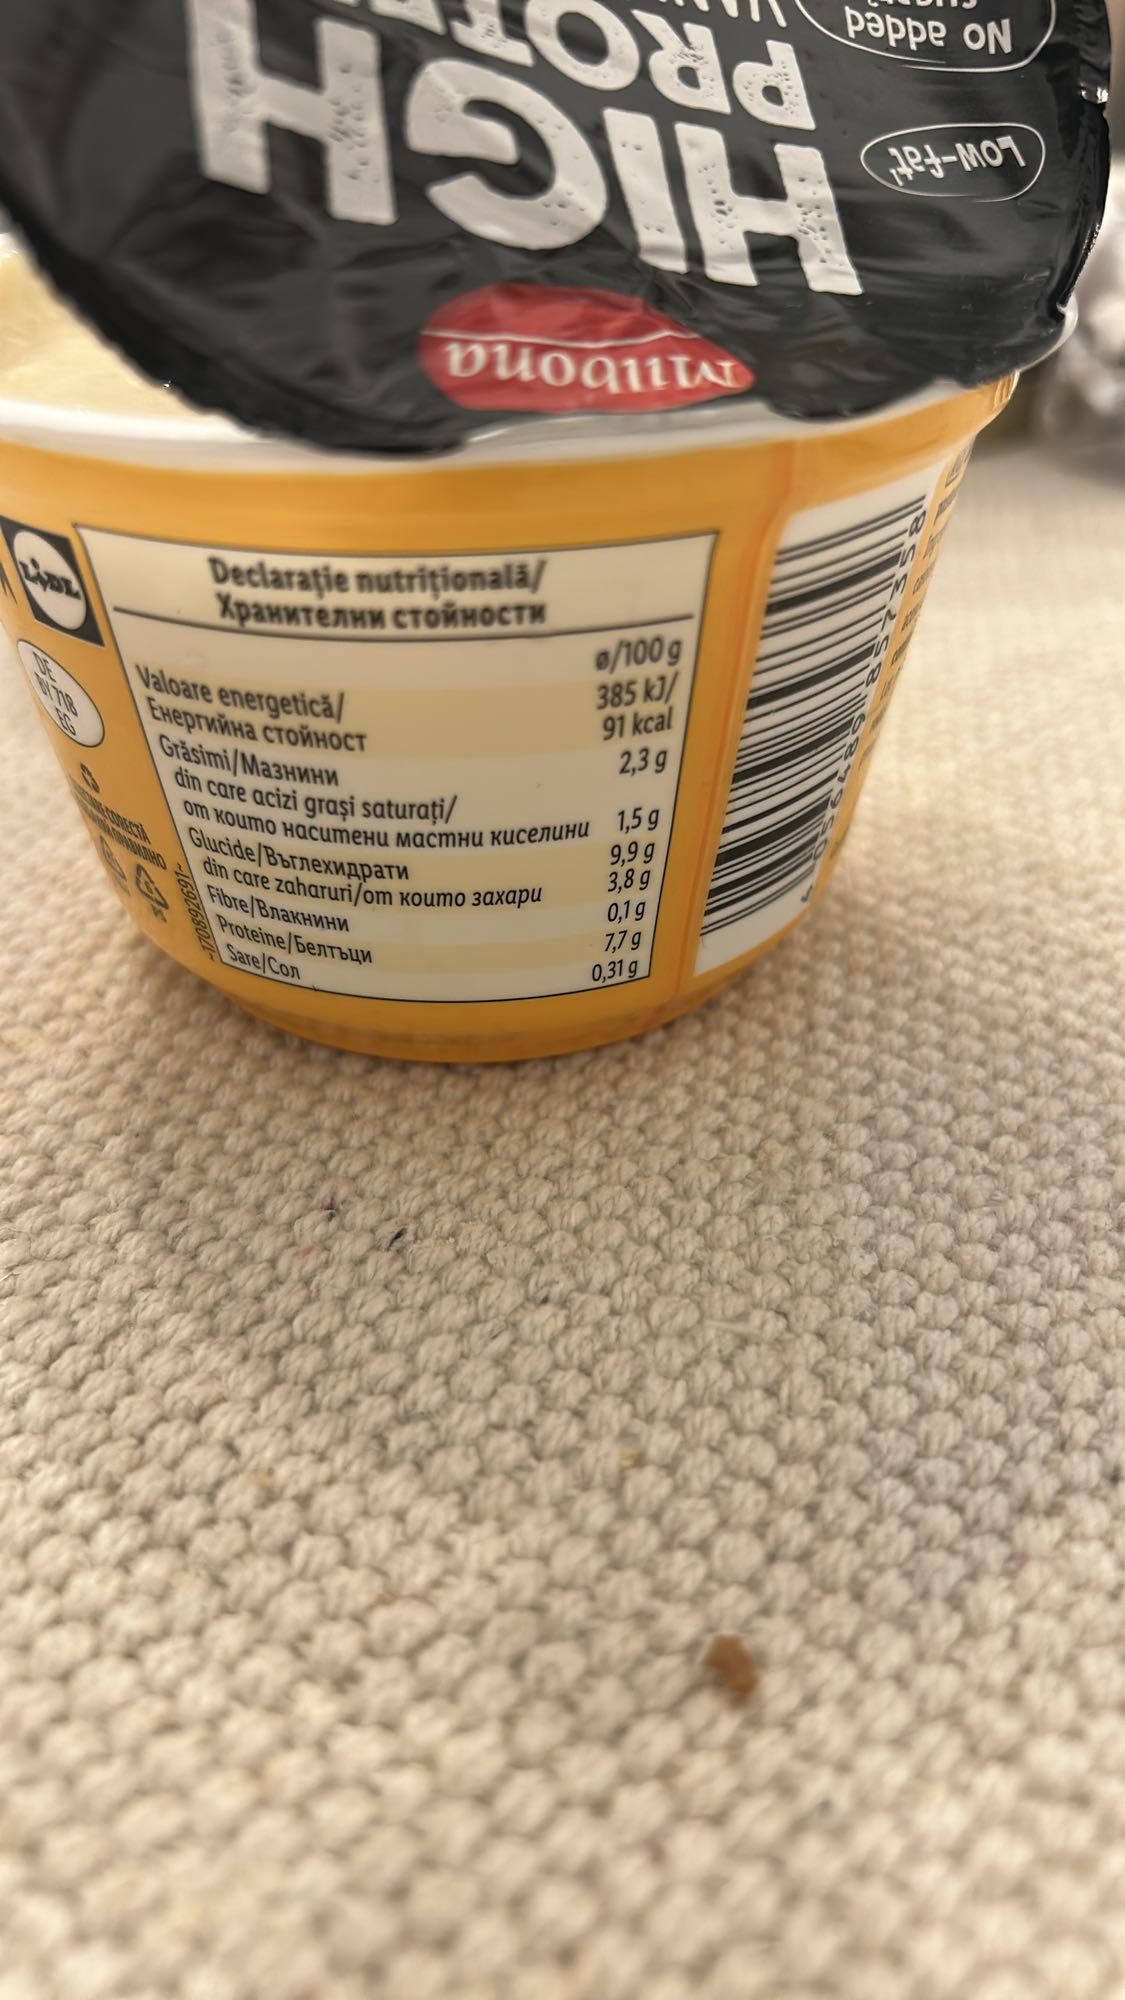 No added
Low-fat¹
HIGH
Milbona
LIDL
DE
BY 718
EG
Declarație nutrițională/
Хранителни стойности
ø/100 g
Valoare energetică/
Енергийна стойност
385 kJ/
91 kcal
Grăsimi/Мазнини 2,3 g
din care acizi grași saturați/
от които наситени мастни киселини 1,5 g
Glucide/Въглехидрати 9,9 g
din care zaharuri/от които захари 3,8 g
Fibre/Влакнини 0,1 g
Proteine/Белтъци 7,7 g
Sare/Сол 0,31 g